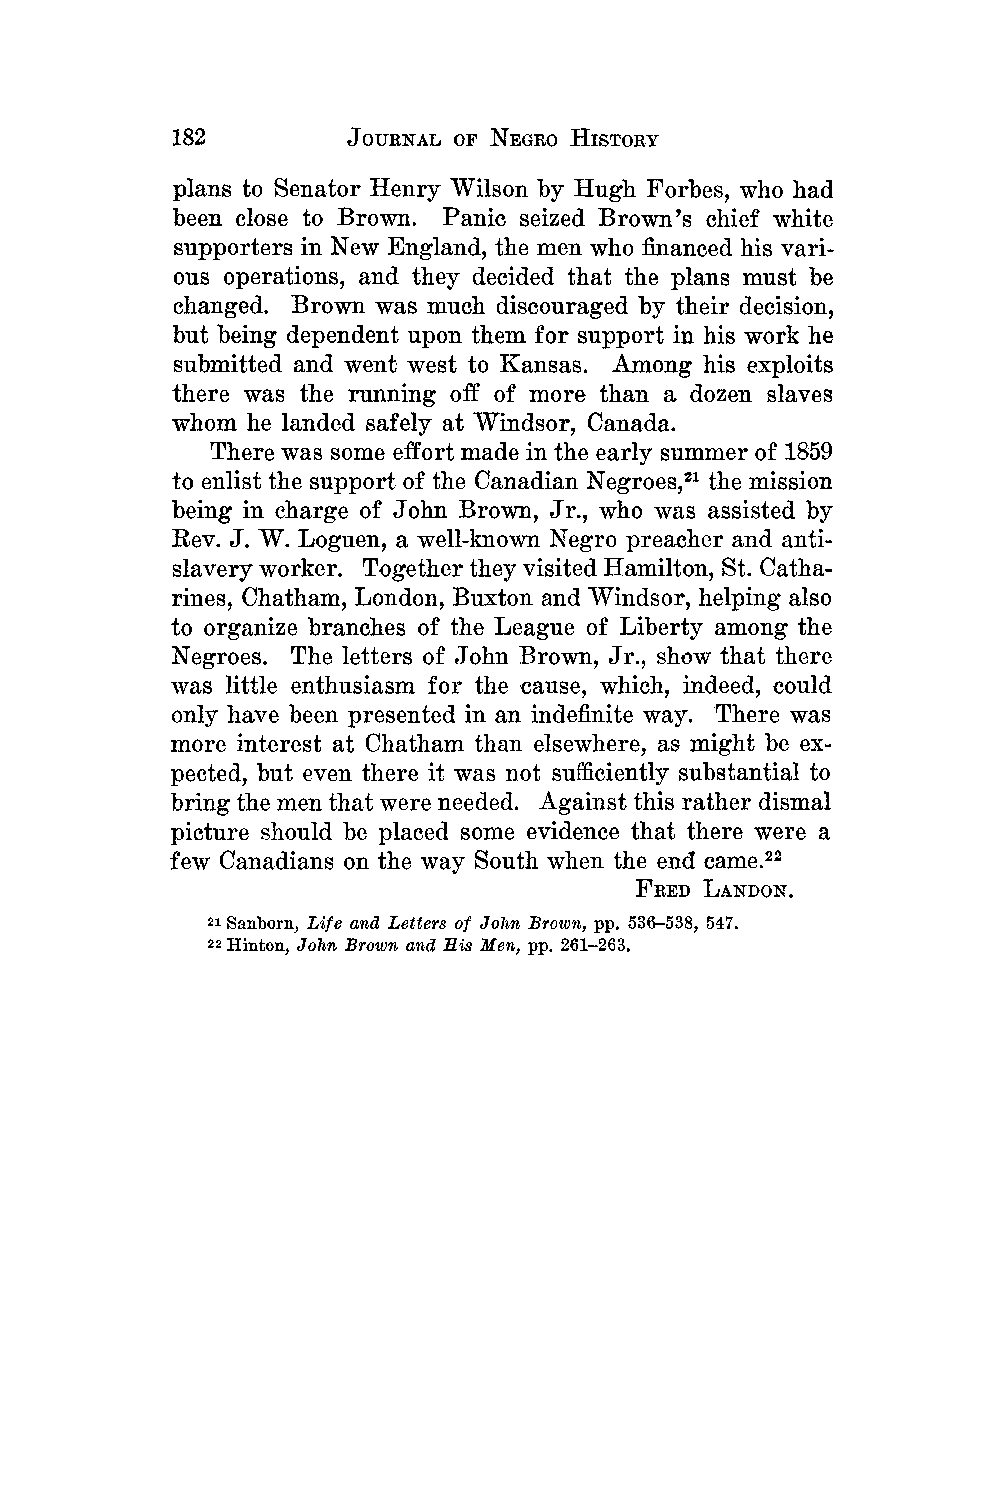 182 JOURNAL OF NEGRO HISTORY
plans to Senator Henry Wilson by Hugh Forbes, who had
been close to Brown. Panic seized Brown's chief white
supporters in New England, the men who financed his vari-
ous operations, and they decided that the plans must be
changed. Brown was much discouraged by their decision,
but being dependent upon them for support in his work he
submitted and went west to Kansas. Among his exploits
there was the running off of more than a dozen slaves
whom he landed safely at Windsor, Canada.
There was some effort made in the early summer of 1859
to enlist the support of the Canadian Negroes,²¹ the mission
being in charge of John Brown, Jr., who was assisted by
Rev. J. W. Loguen, a well-known Negro preacher and anti-
slavery worker. Together they visited Hamilton, St. Catha-
rines, Chatham, London, Buxton and Windsor, helping also
to organize branches of the League of Liberty among the
Negroes. The letters of John Brown, Jr., show that there
was little enthusiasm for the cause, which, indeed, could
only have been presented in an indefinite way. There was
more interest at Chatham than elsewhere, as might be ex-
pected, but even there it was not sufficiently substantial to
bring the men that were needed. Against this rather dismal
picture should be placed some evidence that there were a
few Canadians on the way South when the end came.²²
FRED LANDON.
²¹ Sanborn, Life and Letters of John Brown, pp. 536–538, 547.
²² Hinton, John Brown and His Men, pp. 261–263.